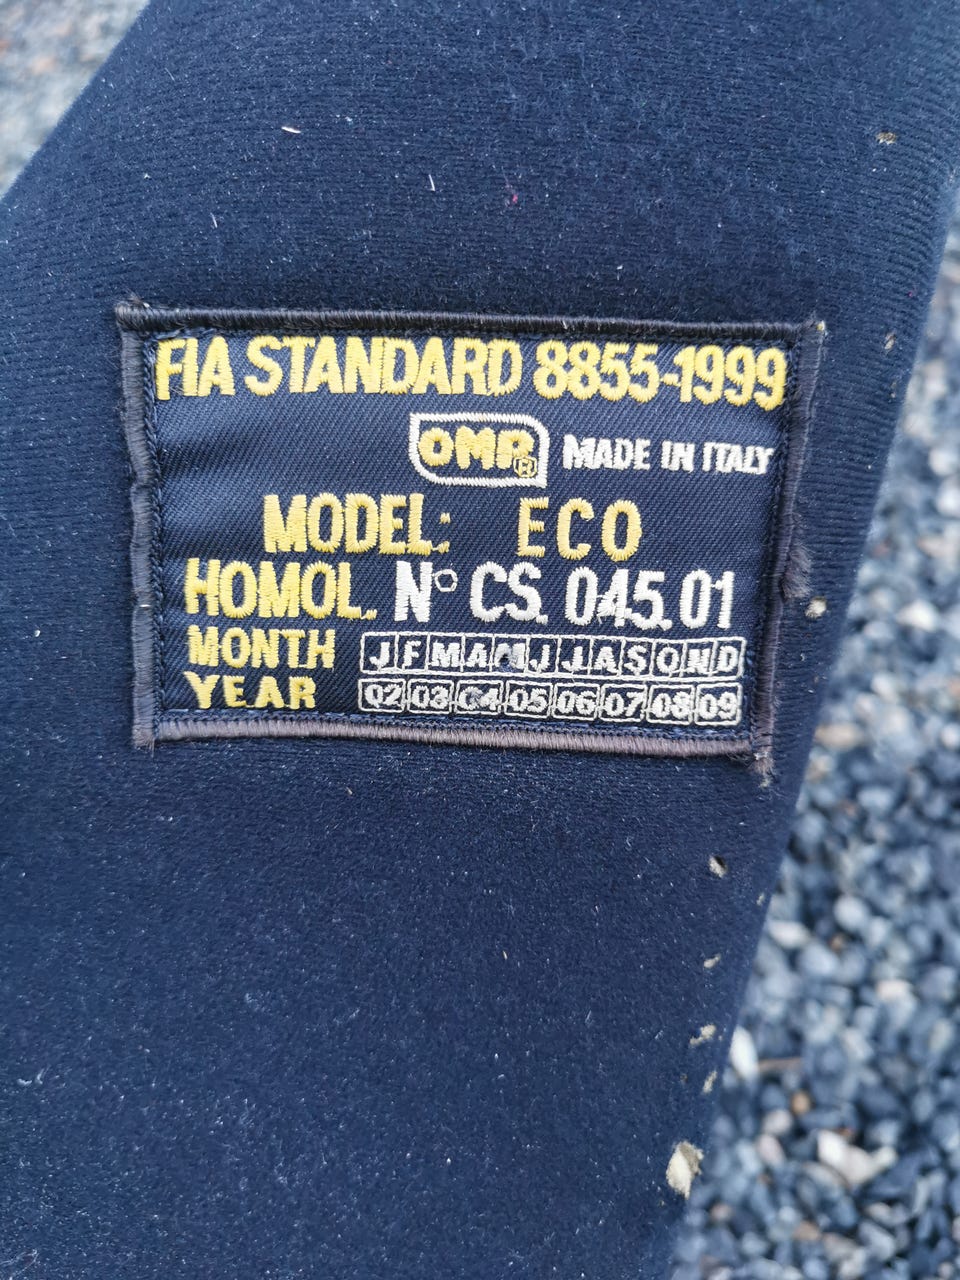 FIA STANDARD 8855-1999
OMP® MADE IN ITALY
MODEL: ECO
HOMOL. N° CS. 045.01
MONTH J F M A M J J A S O N D
YEAR 02 03 04 05 06 07 08 09